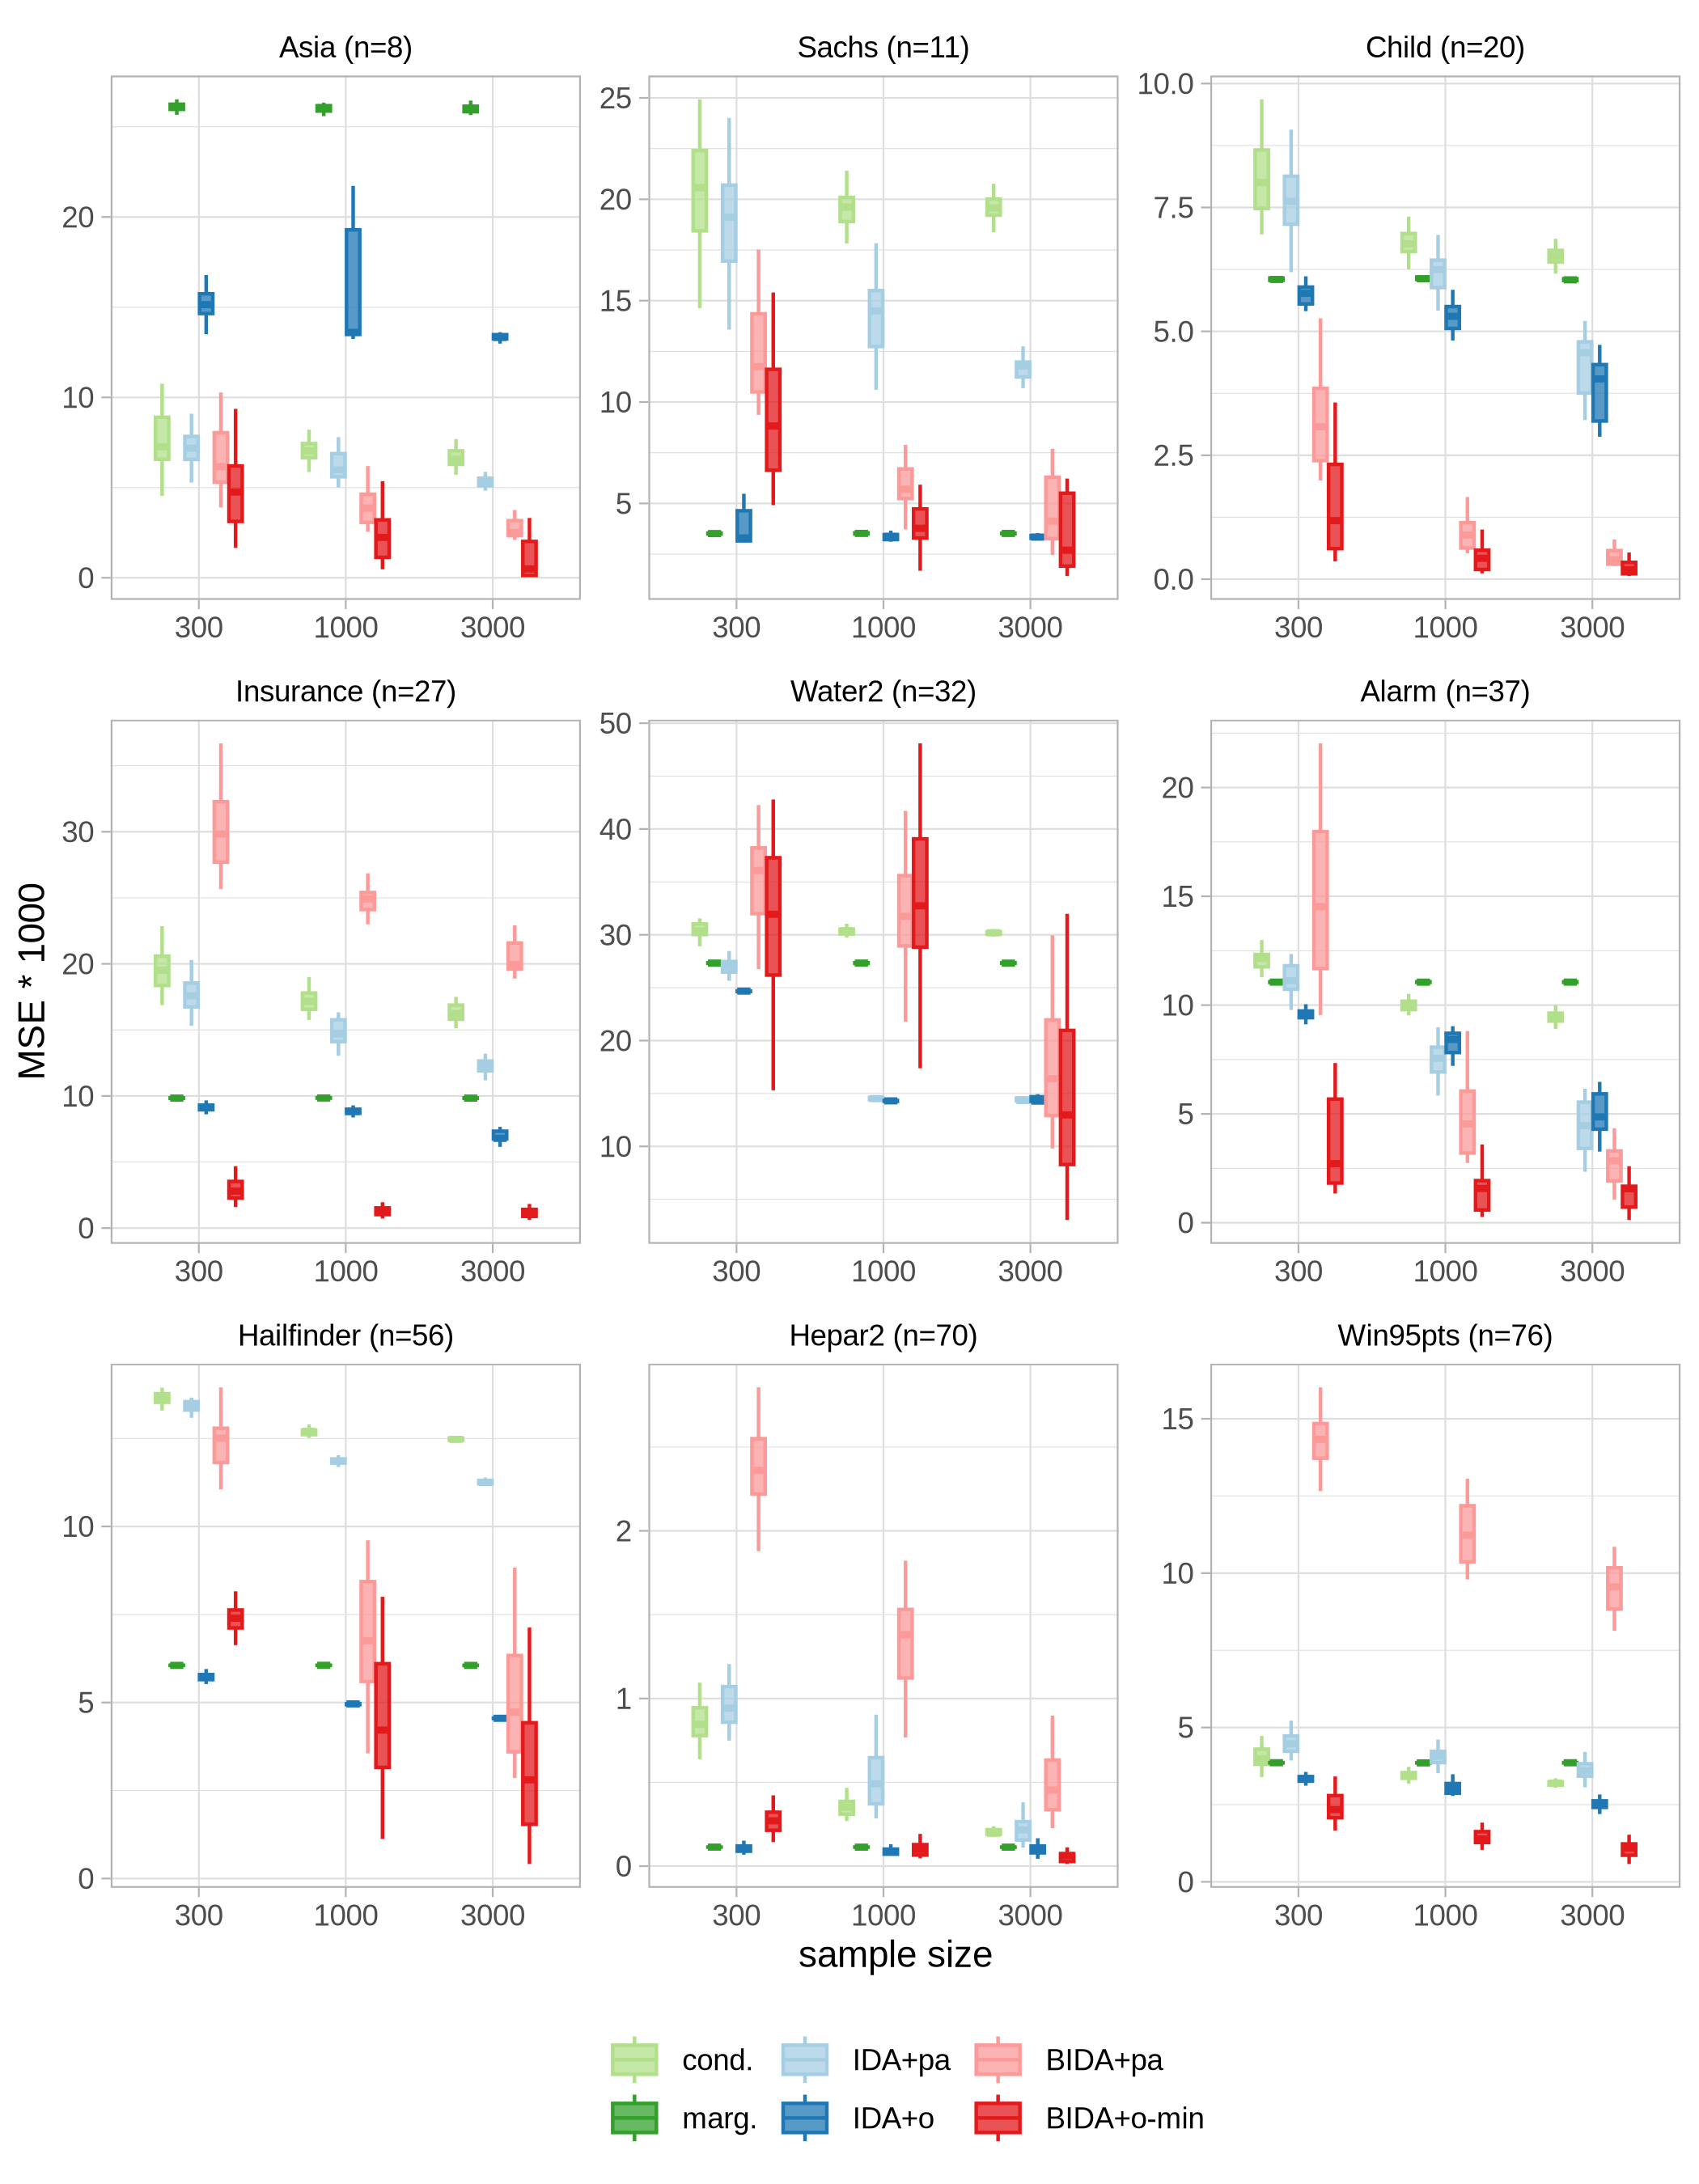 Asia (n=8)
Sachs (n=11)
Child (n=20)
20
10
0
25
20
15
10
5
10.0
7.5
5.0
2.5
0.0
300 1000 3000
300 1000 3000
300 1000 3000
Insurance (n=27)
Water2 (n=32)
Alarm (n=37)
30
20
10
0
50
40
30
20
10
20
15
10
5
0
300 1000 3000
300 1000 3000
300 1000 3000
MSE * 1000
Hailfinder (n=56)
Hepar2 (n=70)
Win95pts (n=76)
10
5
0
2
1
0
15
10
5
0
300 1000 3000
300 1000 3000
300 1000 3000
sample size
cond. IDA+pa BIDA+pa
marg. IDA+o BIDA+o-min